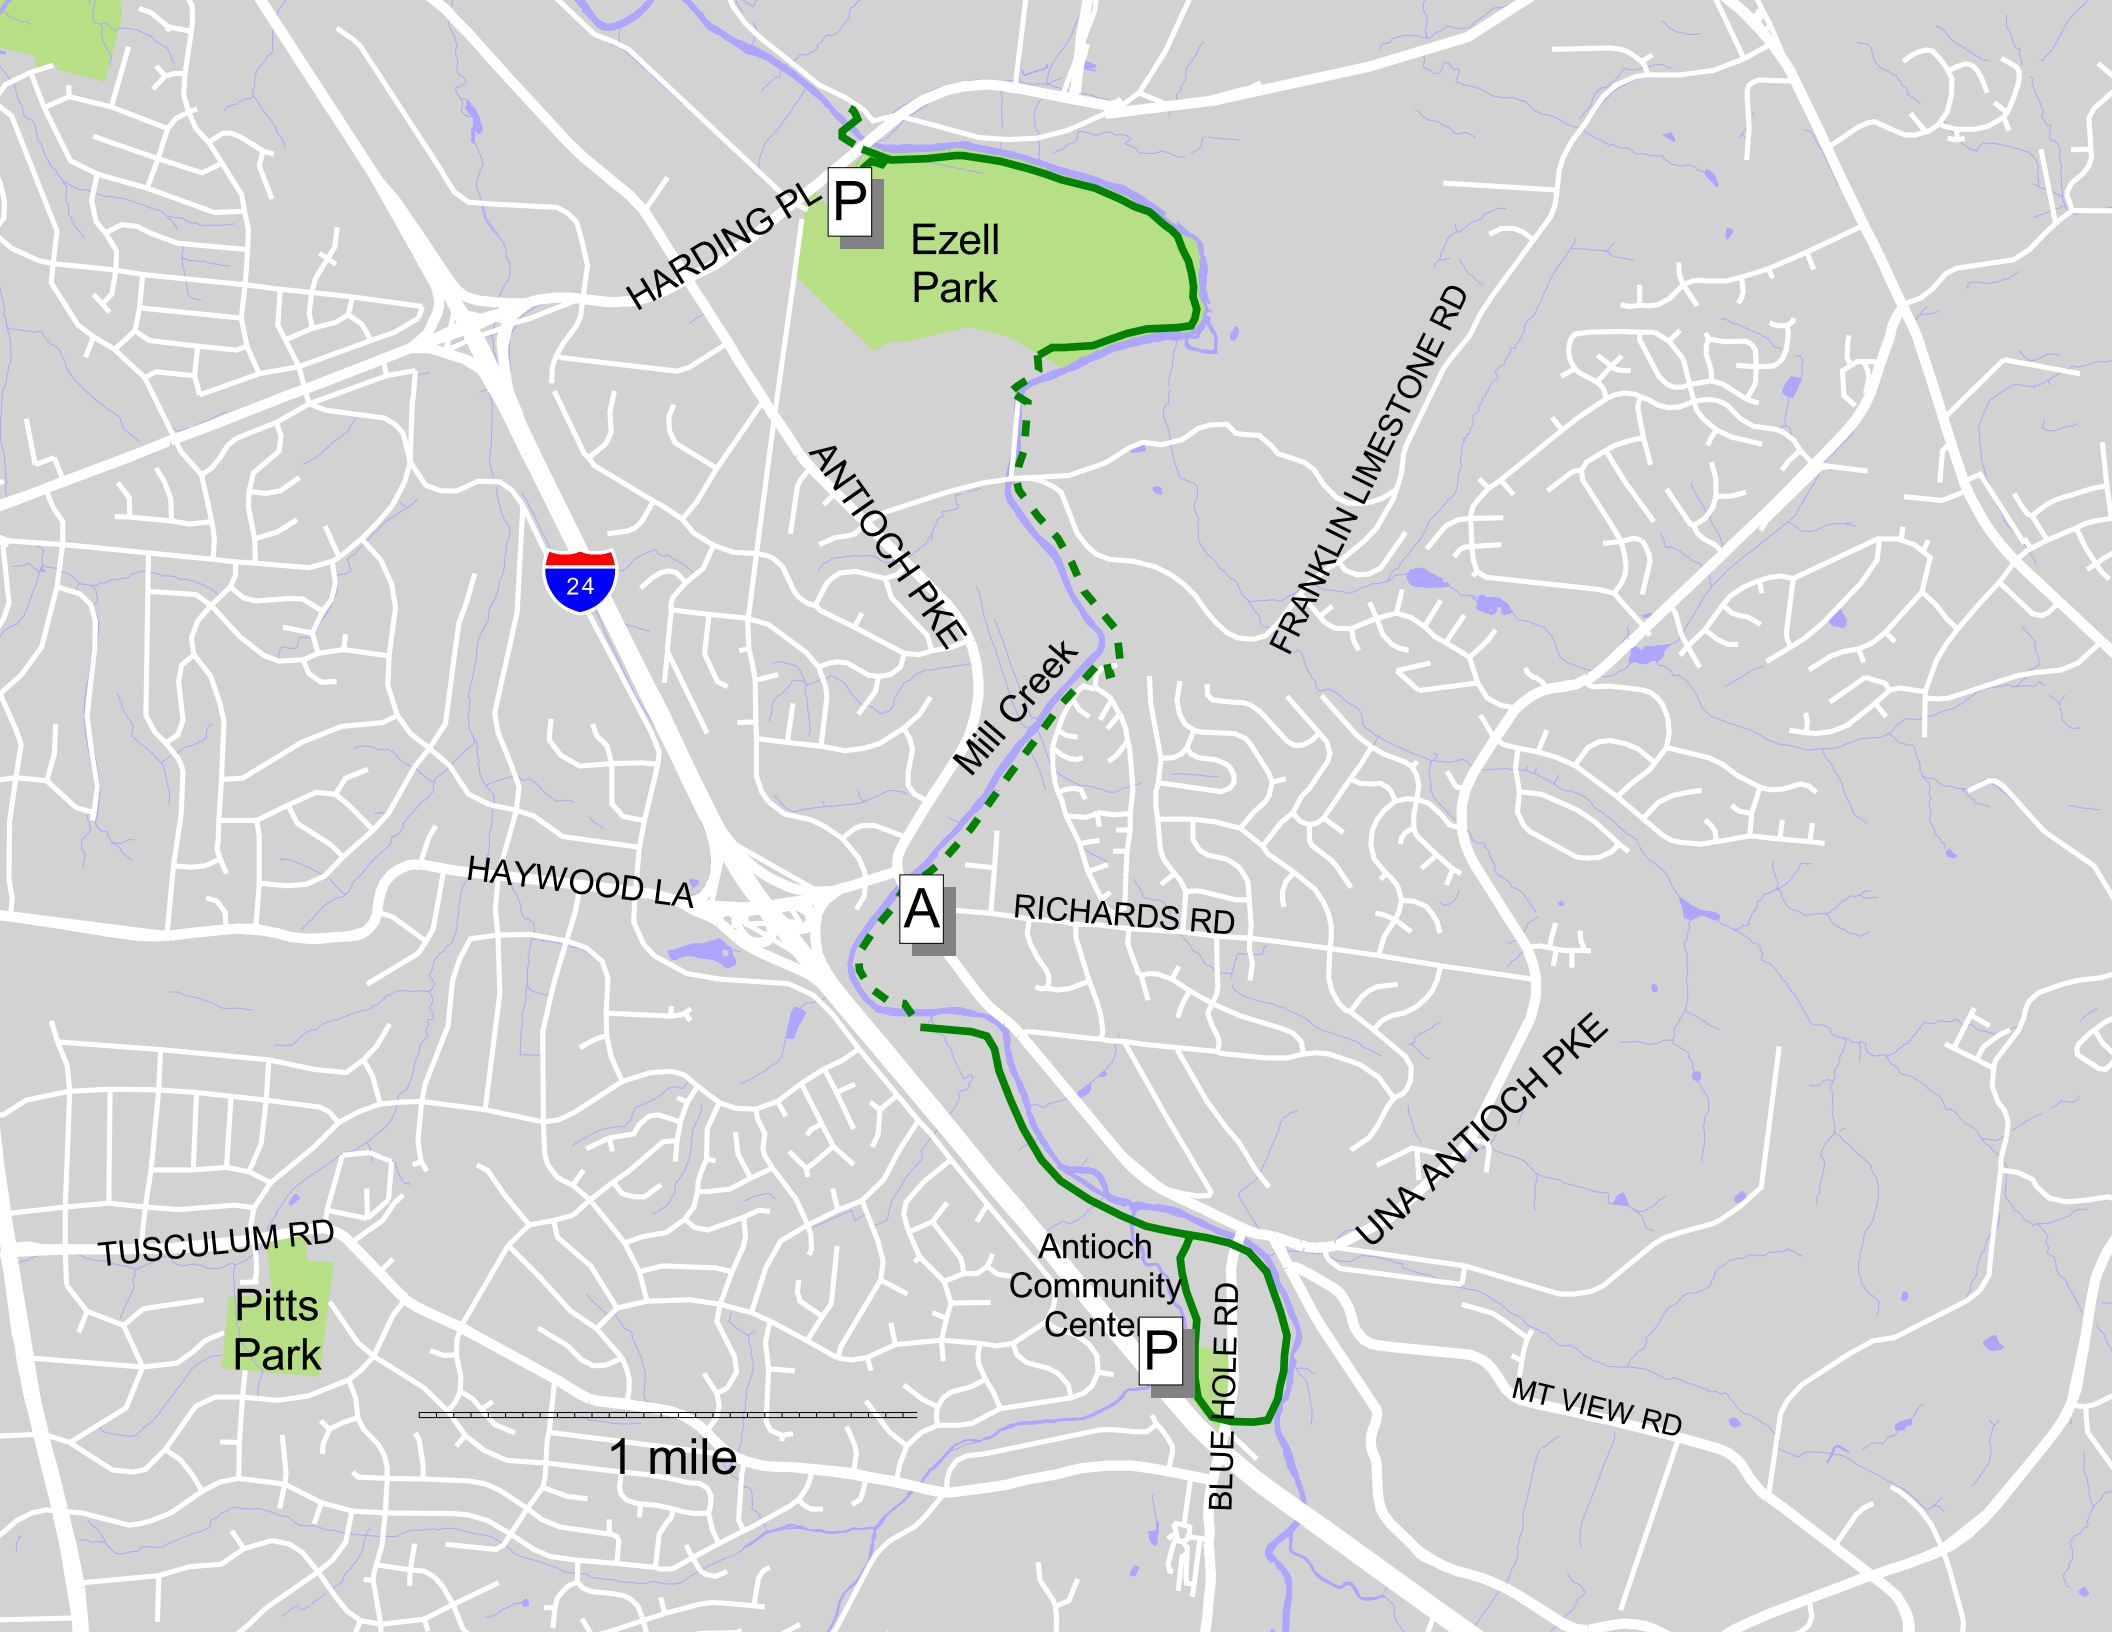 HARDING PL
P
Ezell
Park
FRANKLIN LIMESTONE RD
ANTIOCH PKE
24
Mill Creek
HAYWOOD LA
A
RICHARDS RD
UNA ANTIOCH PKE
TUSCULUM RD
Antioch
Community
Center
Pitts
Park
P
BLUE HOLE RD
MT VIEW RD
1 mile